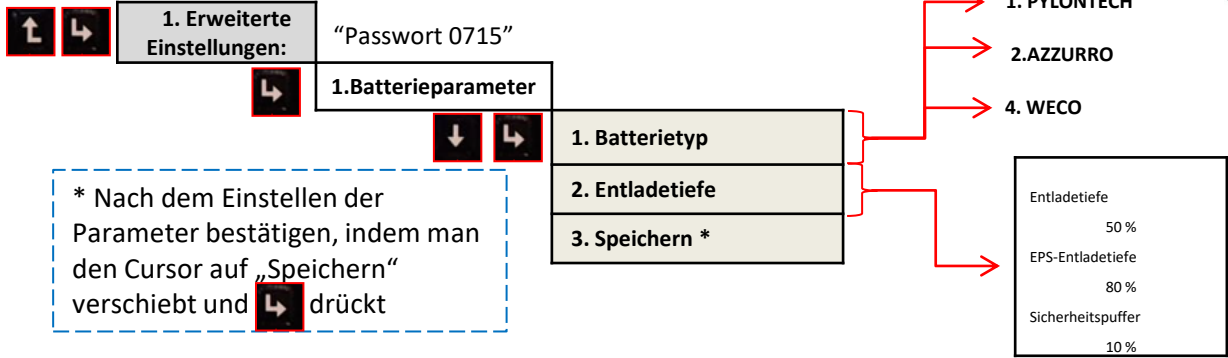 1. Erweiterte
Einstellungen:
“Passwort 0715”
1.Batterieparameter
1. Batterietyp
2. Entladetiefe
3. Speichern *
1. PYLONTECH
2.AZZURRO
4. WECO
* Nach dem Einstellen der
Parameter bestätigen, indem man
den Cursor auf „Speichern“
verschiebt und drückt
Entladetiefe
50 %
EPS-Entladetiefe
80 %
Sicherheitspuffer
10 %